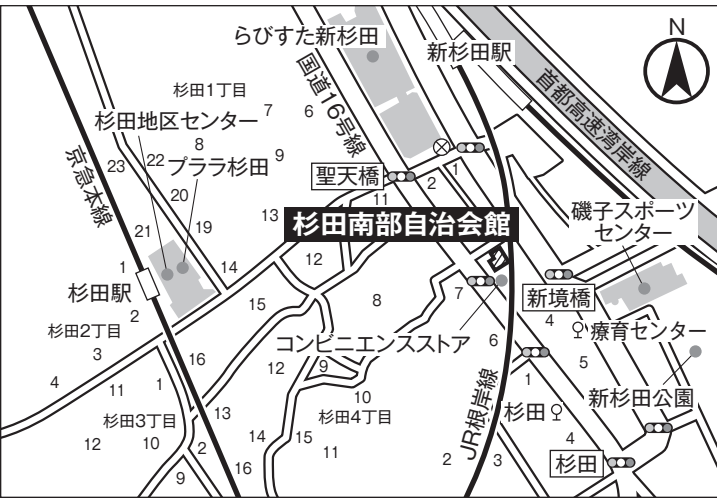 らびすた新杉田
新杉田駅
N
国道16号線
首都高速湾岸線
杉田1丁目
7
6
杉田地区センター
8
9
23
22
プララ杉田
20
京急本線
聖天橋
2
1
11
21
19
13
杉田南部自治会館
磯子スポーツ
センター
1
14
12
杉田駅
15
8
7
新境橋
2
4
杉田2丁目
コンビニエンスストア
6
療育センター
3
16
12
9
5
4
11
1
10
1
新杉田公園
杉田3丁目
13
杉田4丁目
JR根岸線
杉田
12
10
2
14
15
11
4
9
16
2
3
杉田